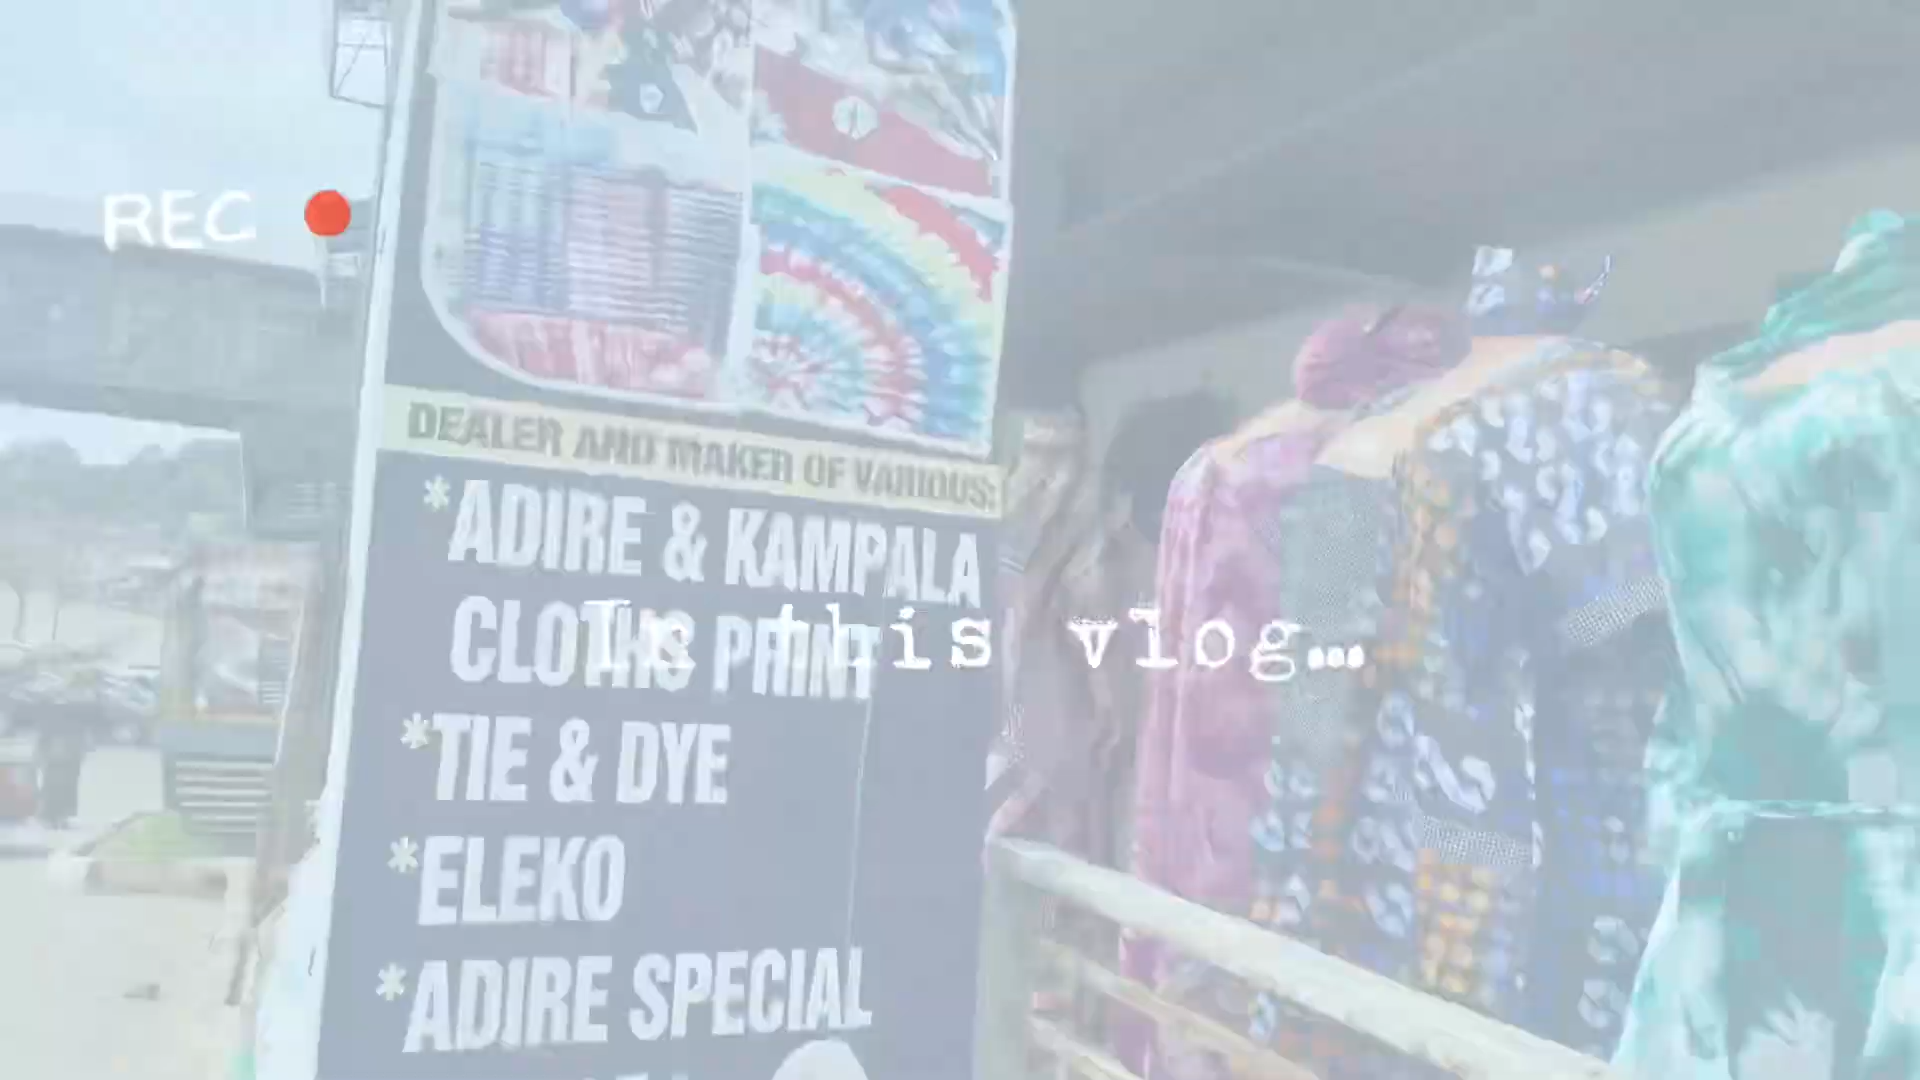 REC
DEALER AND MAKER OF VARIOUS:
*ADIRE & KAMPALA
CLOTHS PRINT
In this vlog...
*TIE & DYE
*ELEKO
*ADIRE SPECIAL